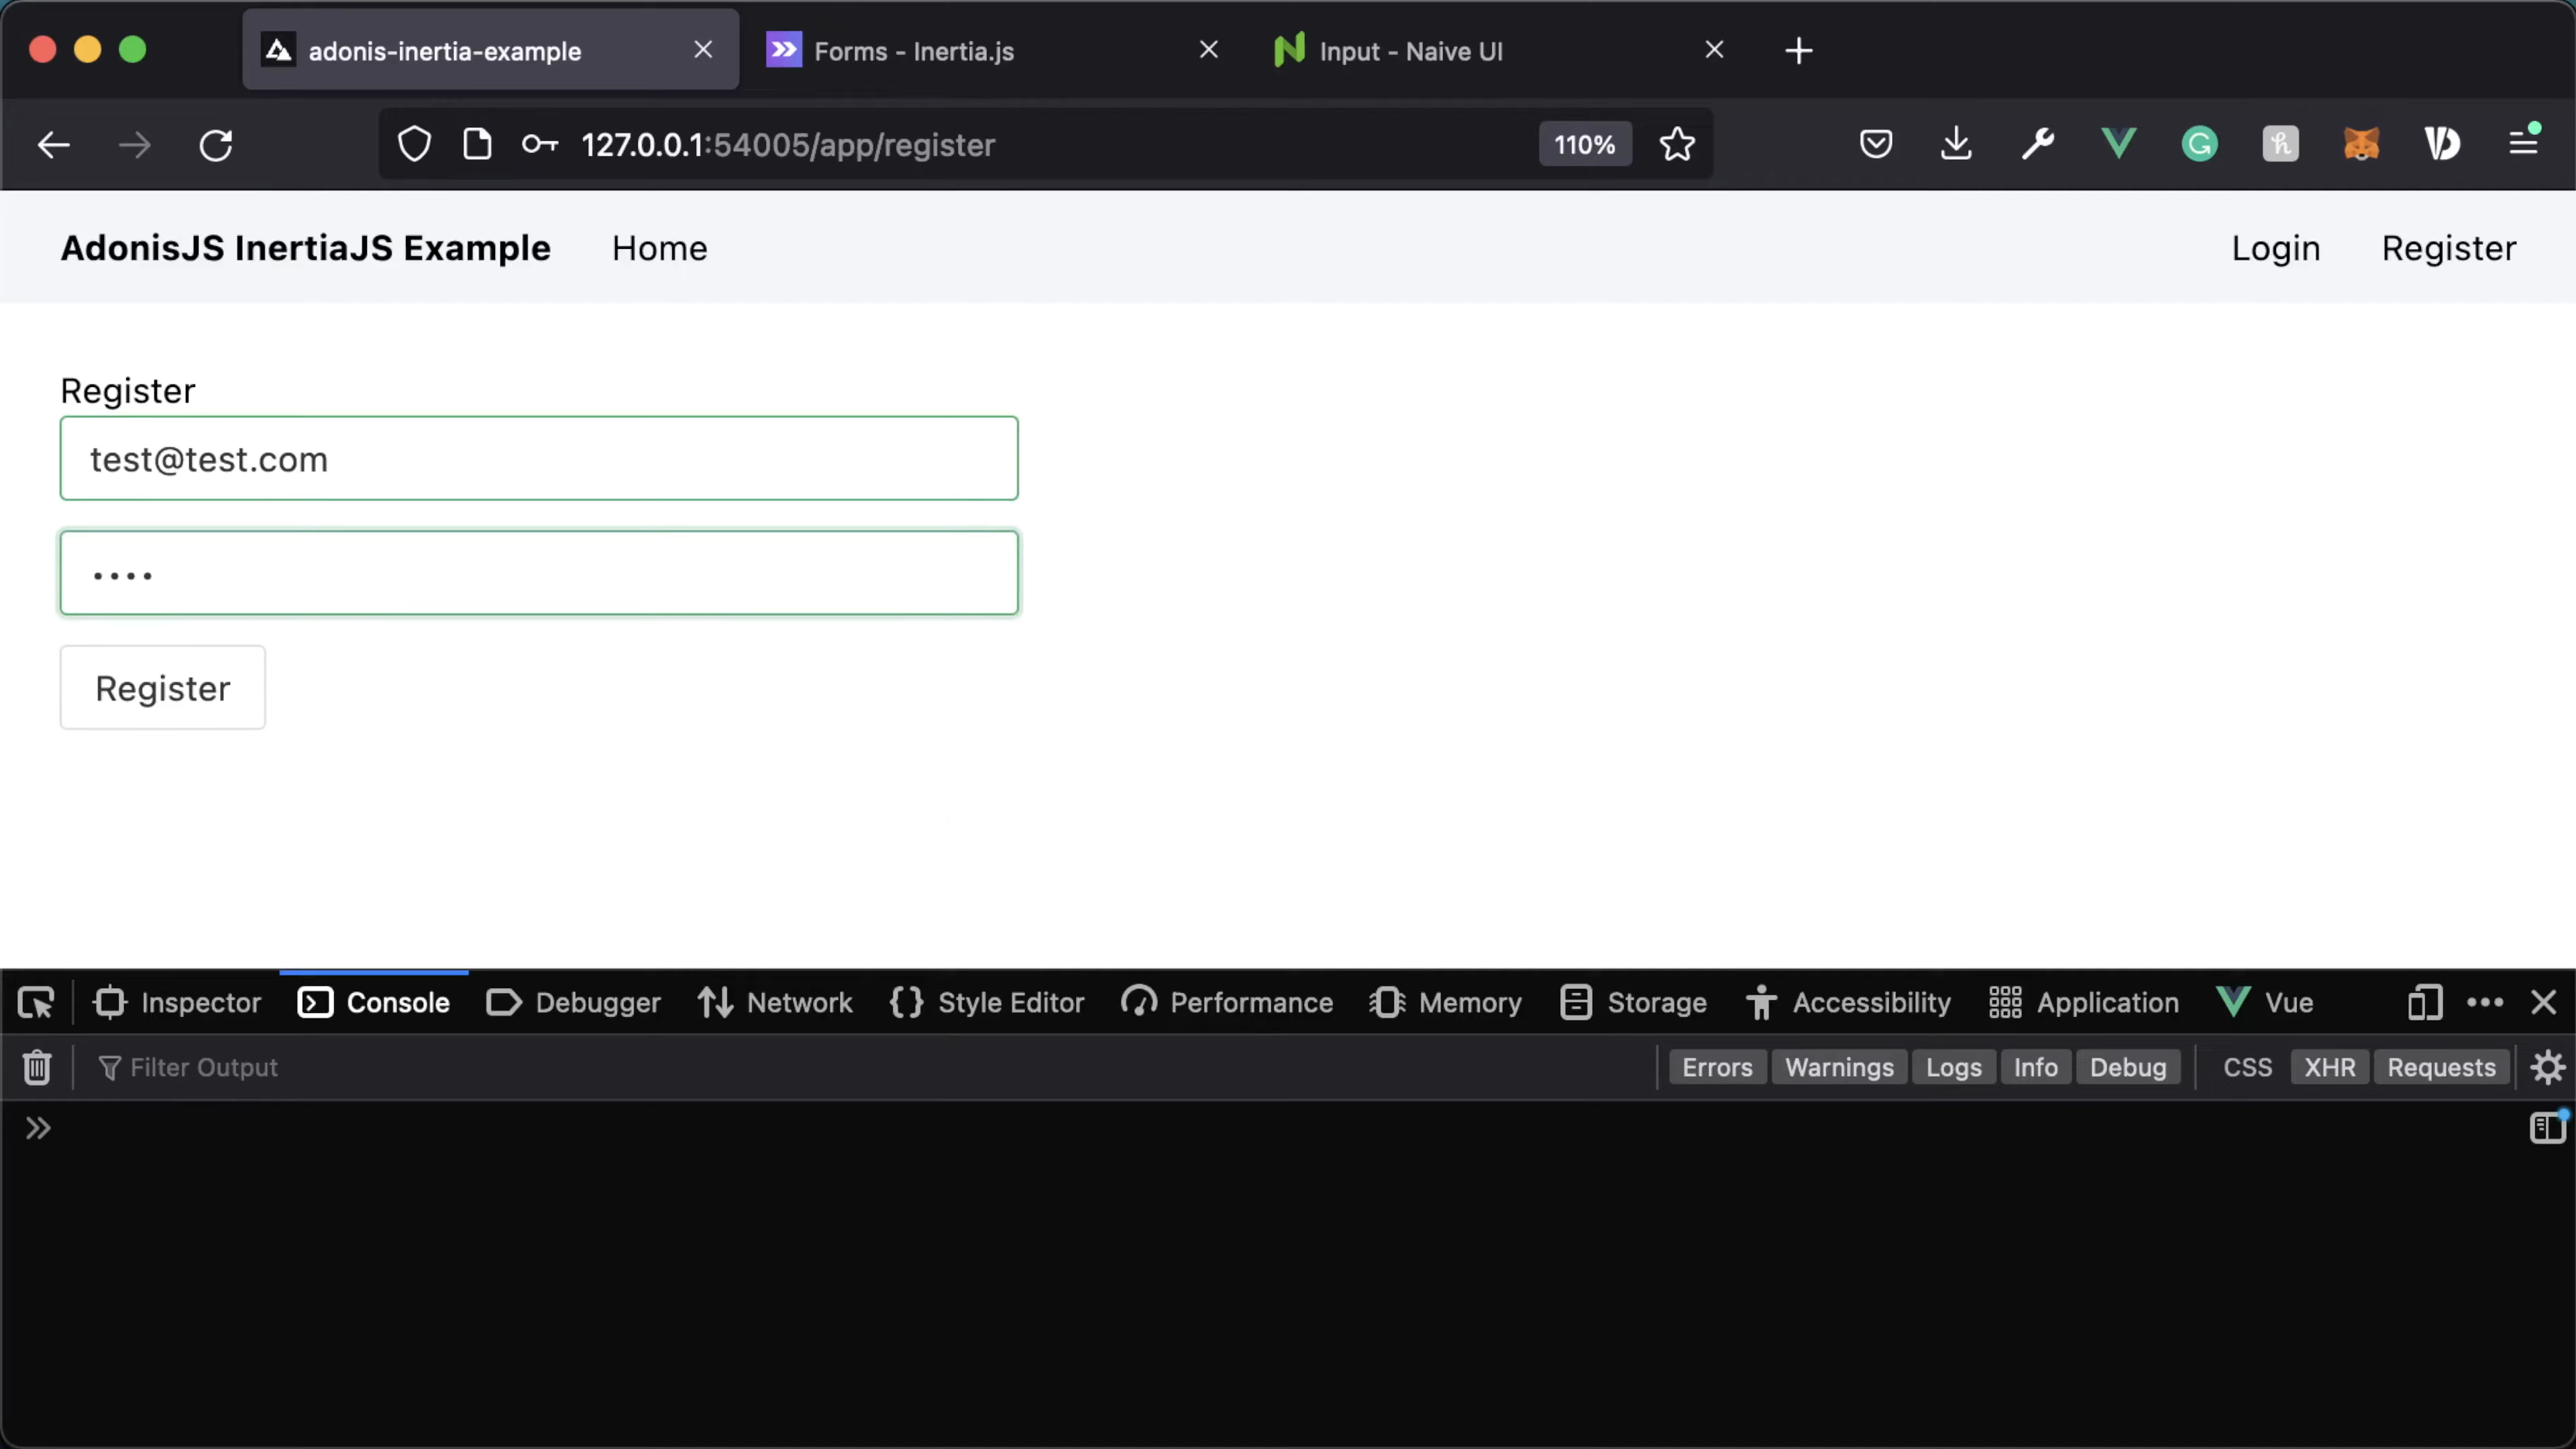 adonis-inertia-example Forms - Inertia.js Input - Naive UI
127.0.0.1:54005/app/register 110%
AdonisJS InertiaJS Example Home Login Register
Register
test@test.com
••••
Register
Inspector Console Debugger Network Style Editor Performance Memory Storage Accessibility Application Vue
Filter Output Errors Warnings Logs Info Debug CSS XHR Requests